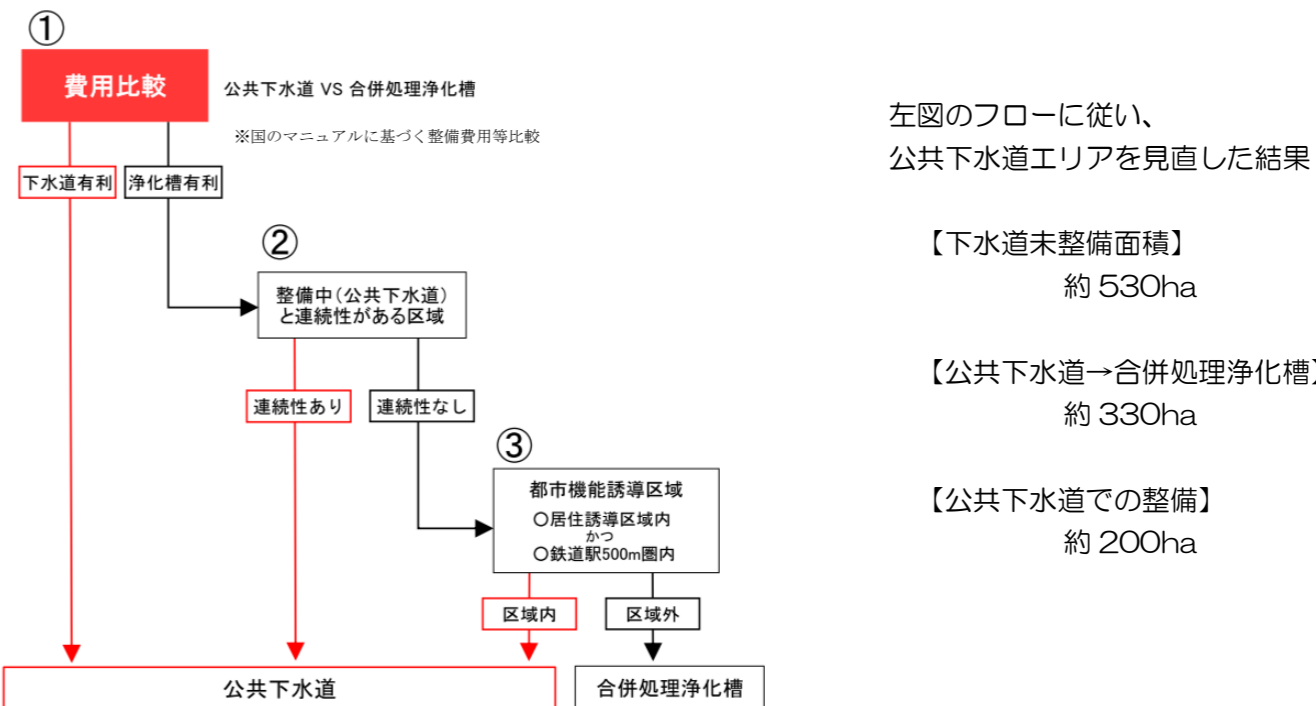 ①
費用比較
公共下水道 VS 合併処理浄化槽
※国のマニュアルに基づく整備費用等比較
下水道有利
浄化槽有利
②
整備中(公共下水道)
と連続性がある区域
連続性あり
連続性なし
③
都市機能誘導区域
○居住誘導区域内
かつ
○鉄道駅500m圏内
区域内
区域外
公共下水道
合併処理浄化槽
左図のフローに従い、
公共下水道エリアを見直した結果
【下水道未整備面積】
約 530ha
【公共下水道→合併処理浄化槽】
約 330ha
【公共下水道での整備】
約 200ha